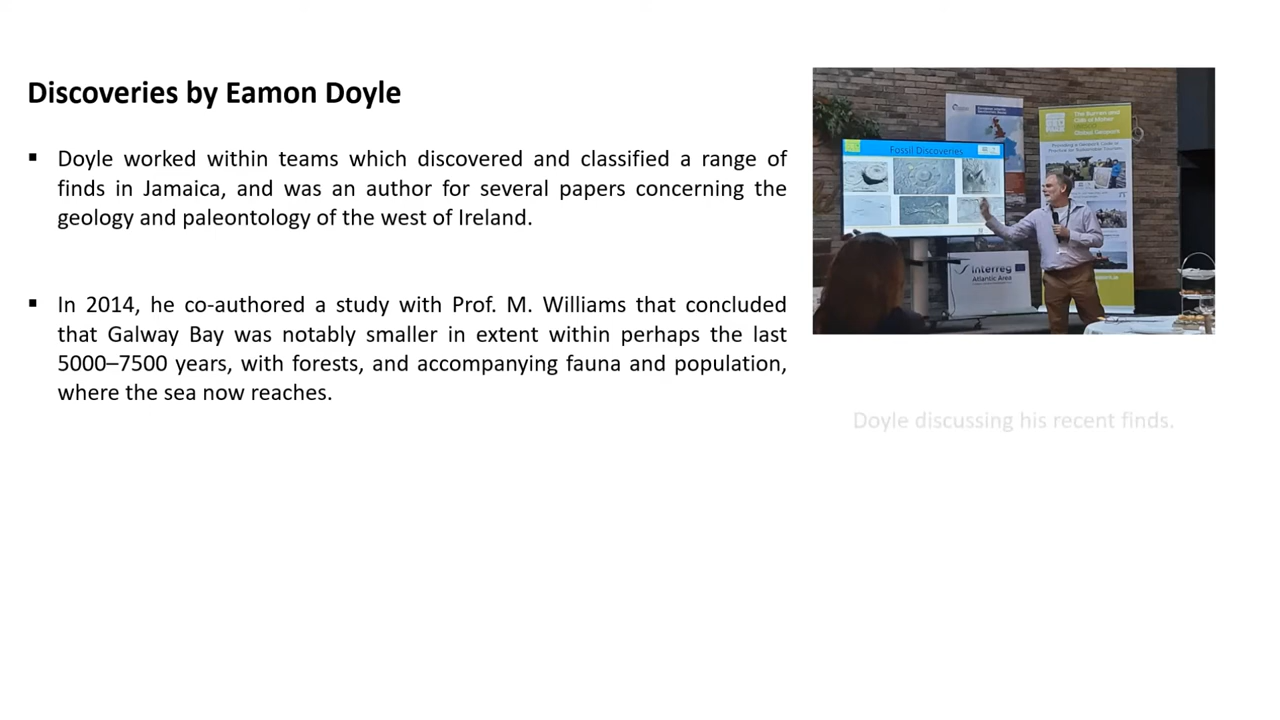 Discoveries by Eamon Doyle
▪ Doyle worked within teams which discovered and classified a range of
finds in Jamaica, and was an author for several papers concerning the
geology and paleontology of the west of Ireland.
▪ In 2014, he co-authored a study with Prof. M. Williams that concluded
that Galway Bay was notably smaller in extent within perhaps the last
5000–7500 years, with forests, and accompanying fauna and population,
where the sea now reaches.
Fossil Discoveries
The Burren and
Cliffs of Moher
Global Geopark
Interreg
Atlantic Area
Doyle discussing his recent finds.